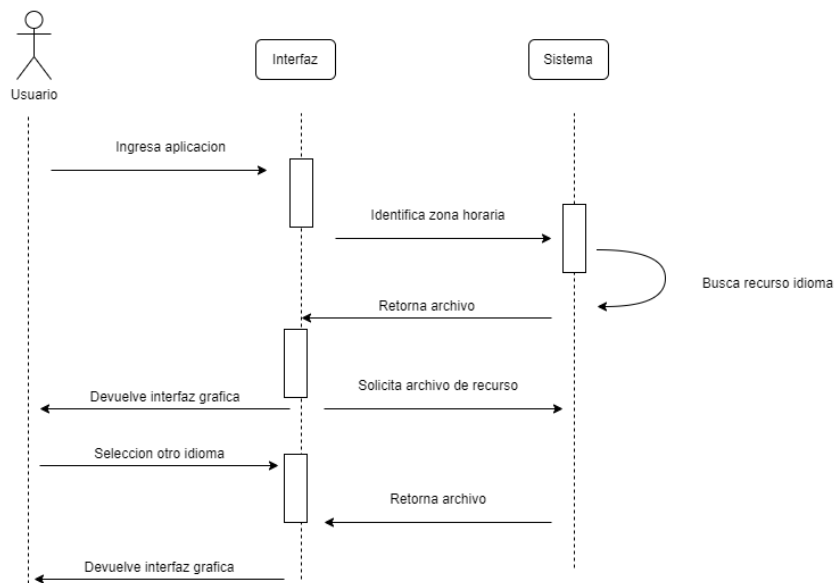 Interfaz
Sistema
Usuario
Ingresa aplicacion
Identifica zona horaria
Busca recurso idioma
Retorna archivo
Solicita archivo de recurso
Devuelve interfaz grafica
Seleccion otro idioma
Retorna archivo
Devuelve interfaz grafica